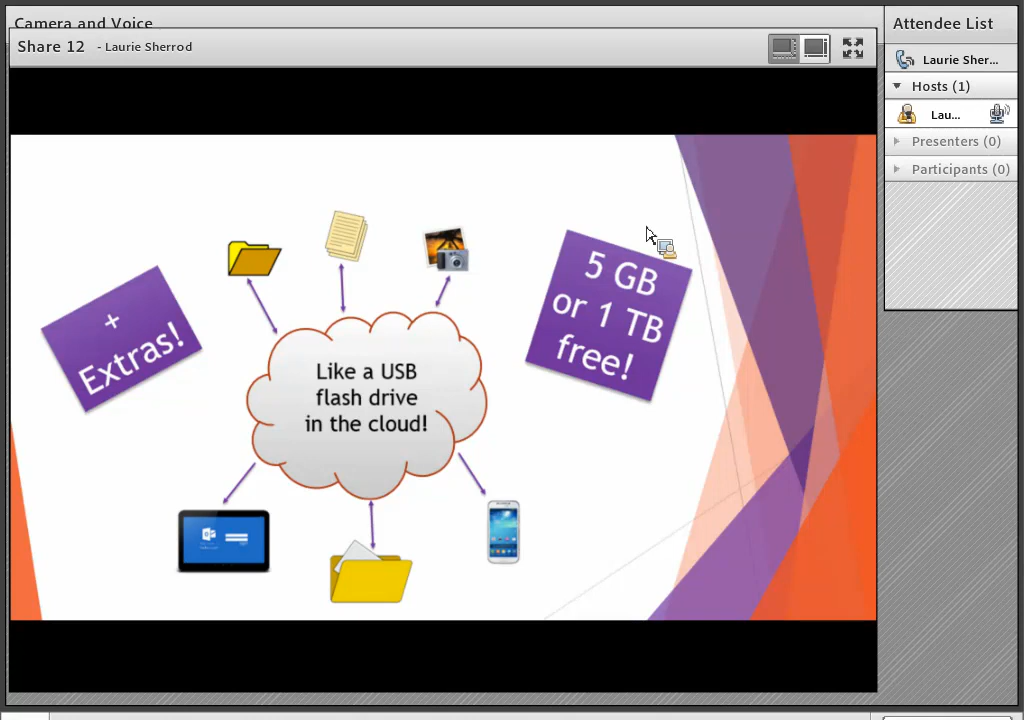 Camera and Voice
Share 12 - Laurie Sherrod
Attendee List
Laurie Sher...
Hosts (1)
Lau...
Presenters (0)
Participants (0)
+
Extras!
5 GB
or 1 TB
free!
Like a USB
flash drive
in the cloud!